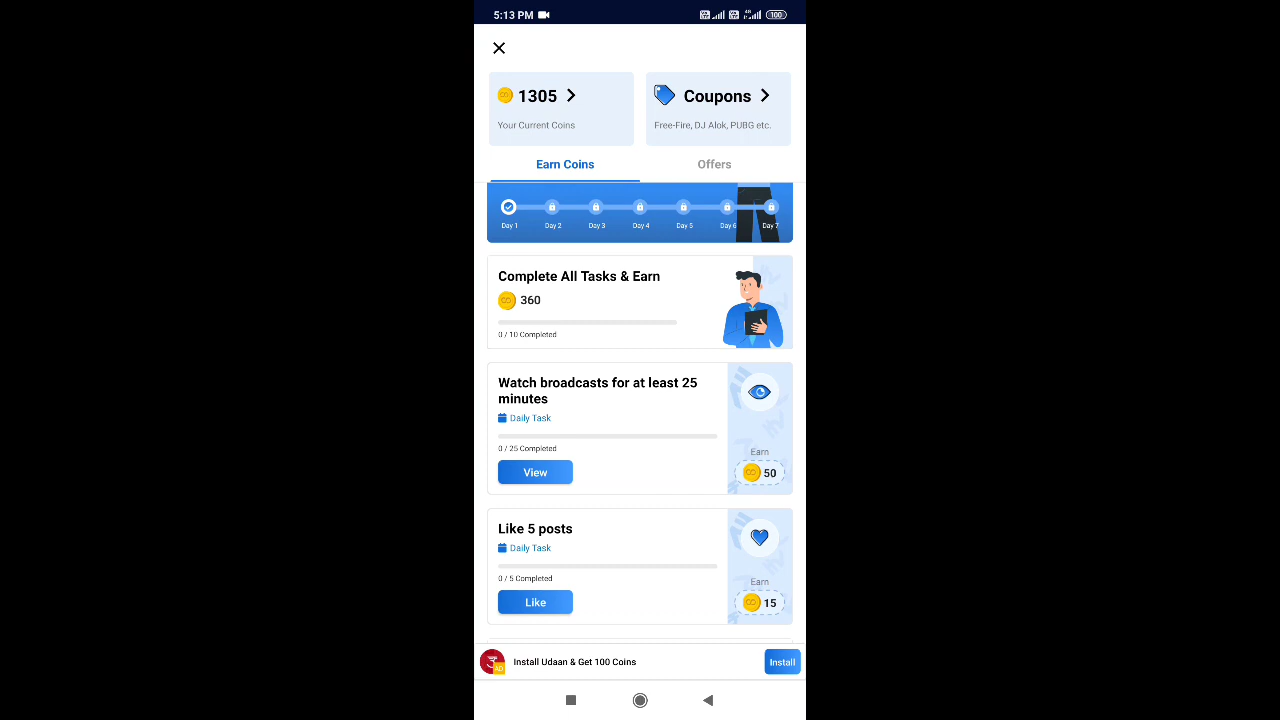 5:13 PM
100
1305
Your Current Coins
Coupons
Free-Fire, DJ Alok, PUBG etc.
Earn Coins
Offers
Day 1
Day 2
Day 3
Day 4
Day 5
Day 6
Day 7
Complete All Tasks & Earn
360
0 / 10 Completed
Watch broadcasts for at least 25
minutes
Daily Task
0 / 25 Completed
View
Earn
50
Like 5 posts
Daily Task
0 / 5 Completed
Like
Earn
15
AD
Install Udaan & Get 100 Coins
Install